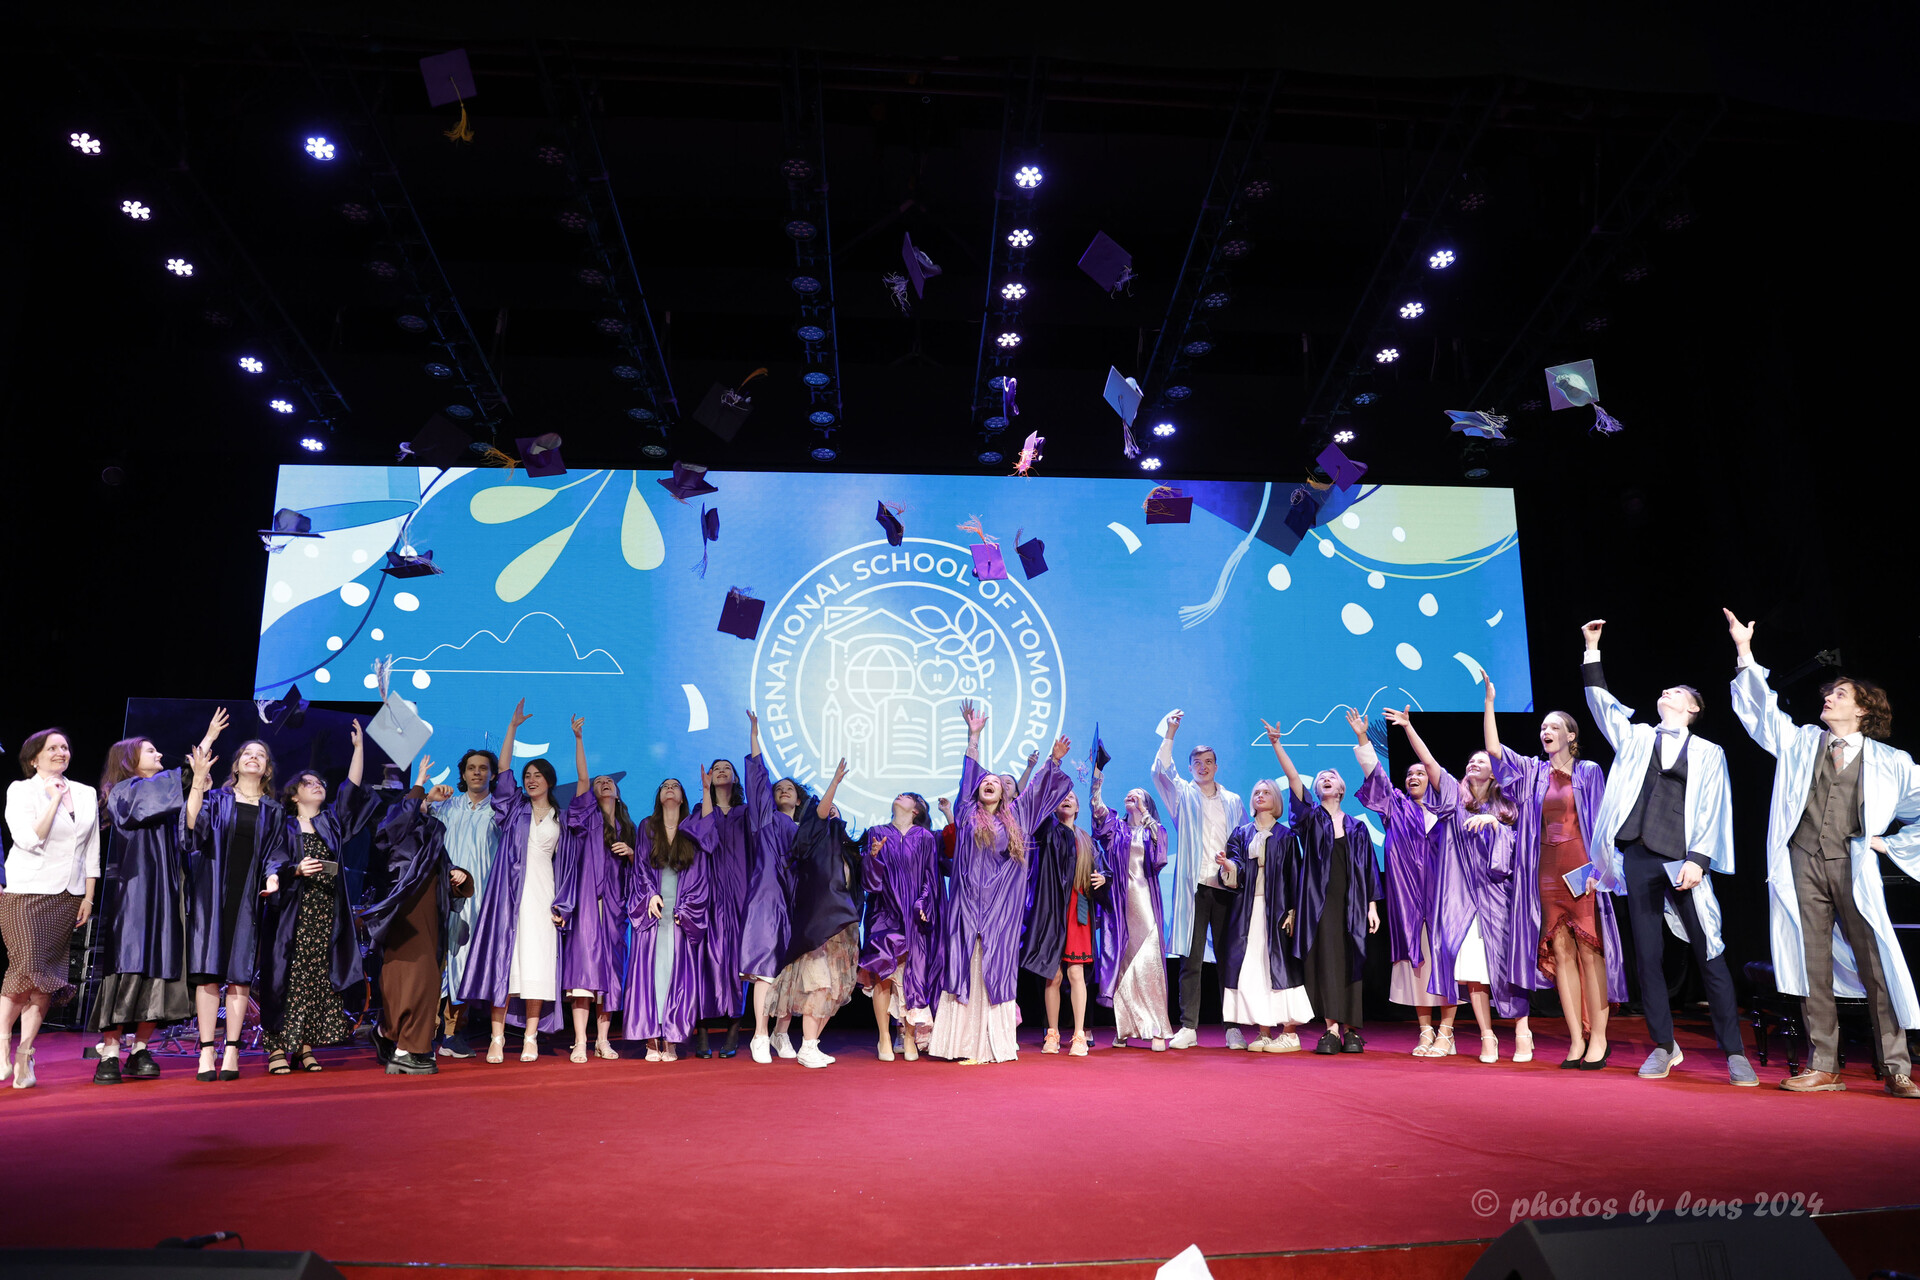 INTERNATIONAL SCHOOL OF TOMORROW
A
© photos by lens 2024